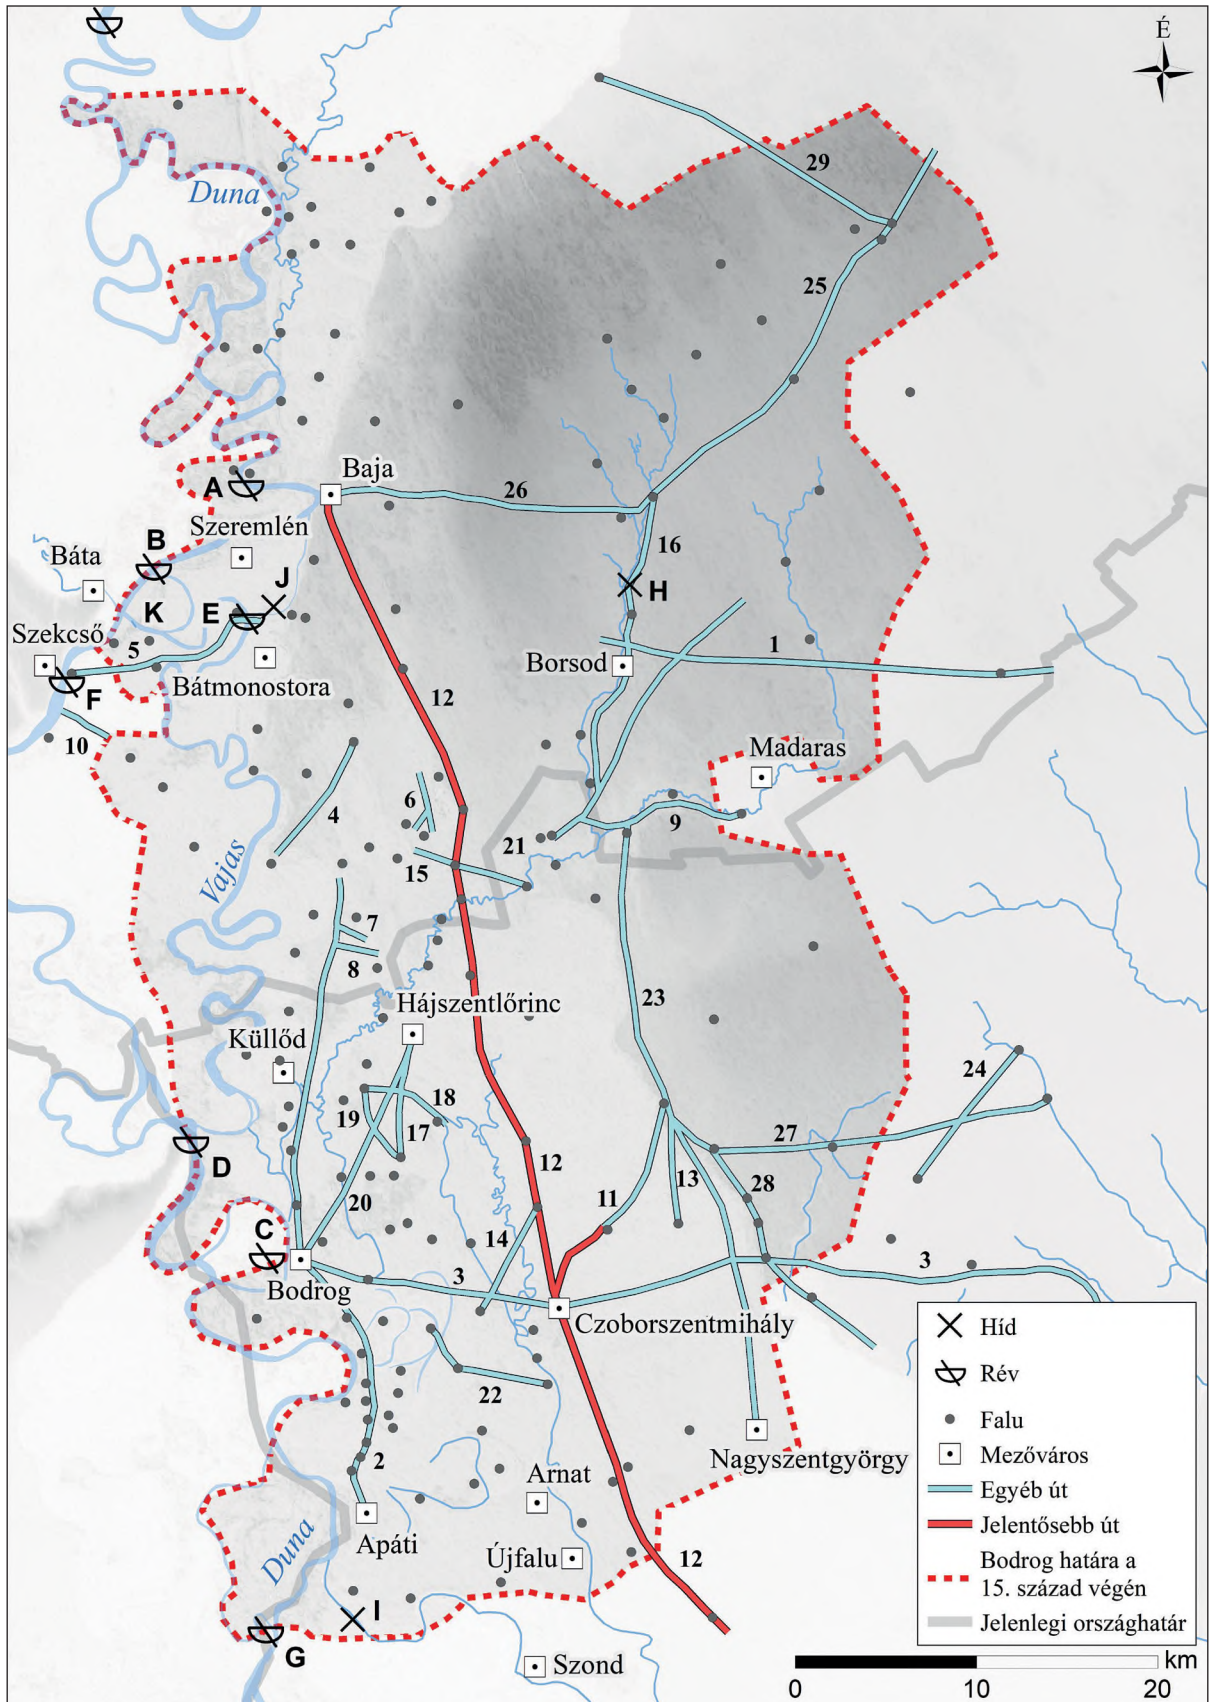 É
Duna
29
25
A
Baja
26
Szeremlén
16
B
Báta
J
H
K
E
Szekcső
5
Borsod
1
Bátmonostora
F
12
10
Madaras
6
4
9
21
15
Vajas
7
8
23
Hájszentlőrinc
Küllőd
24
18
19
17
27
D
12
13
28
11
20
C
14
3
3
Bodrog
Czoborszentmihály
Híd
Rév
22
Falu
Nagyszentgyörgy
Mezőváros
2
Arnat
Egyéb út
Apáti
Jelentősebb út
Duna
Újfalu
12
Bodrog határa a
15. század végén
I
Jelenlegi országhatár
G
Szond
km
0
10
20